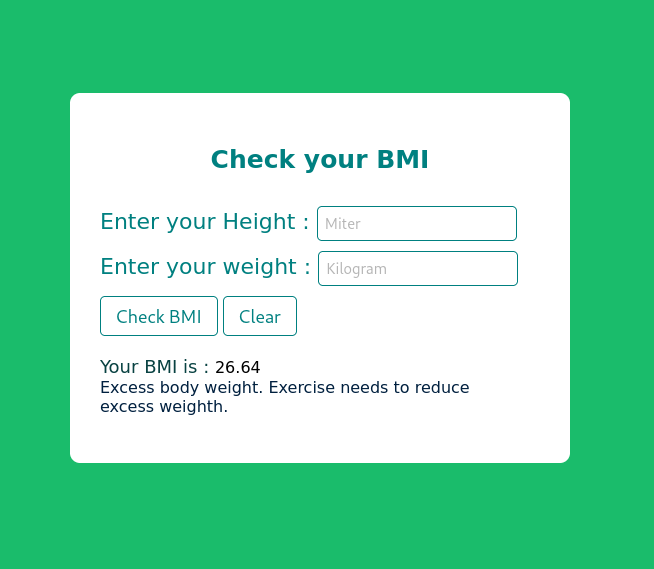 Check your BMI
Enter your Height :  Miter
Enter your weight :  Kilogram
Check BMI  Clear
Your BMI is : 26.64
Excess body weight. Exercise needs to reduce
excess weighth.